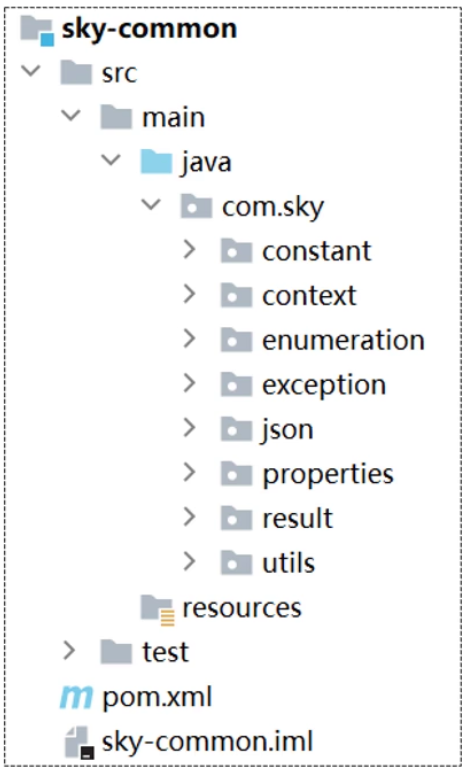 sky-common
src
main
java
com.sky
constant
context
enumeration
exception
json
properties
result
utils
resources
test
m pom.xml
sky-common.iml